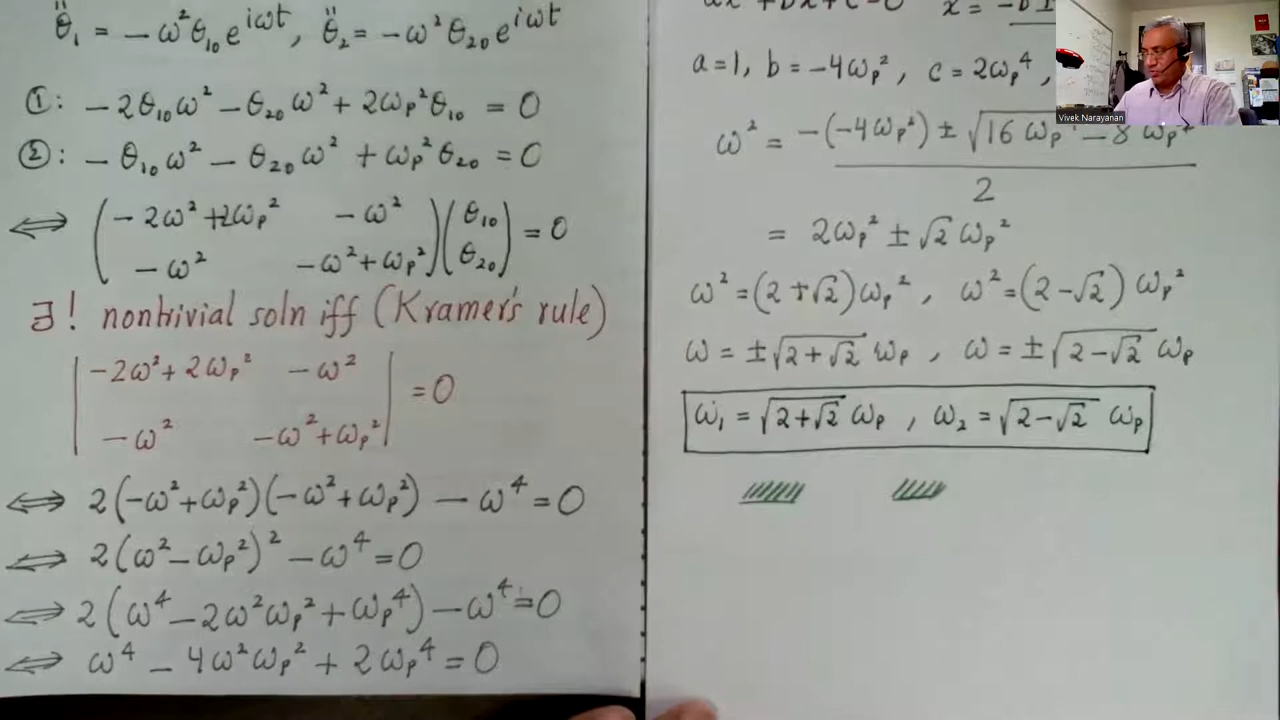 θ̈₁ = −ω²θ₁₀e^{iωt}, θ̈₂ = −ω²θ₂₀e^{iωt}
①: −2θ₁₀ω² − θ₂₀ω² + 2ωₚ²θ₁₀ = 0
②: −θ₁₀ω² − θ₂₀ω² + ωₚ²θ₂₀ = 0
⟺ ( −2ω² + 2ωₚ² −ω² ) ( θ₁₀ ) = 0
( −ω² −ω² + ωₚ² ) ( θ₂₀ )
∃! nontrivial soln iff (Kramer's rule)
| −2ω² + 2ωₚ² −ω² | = 0
| −ω² −ω² + ωₚ² |
⟺ 2(−ω² + ωₚ²)(−ω² + ωₚ²) − ω⁴ = 0
⟺ 2(ω² − ωₚ²)² − ω⁴ = 0
⟺ 2(ω⁴ − 2ω²ωₚ² + ωₚ⁴) − ω⁴ = 0
⟺ ω⁴ − 4ω²ωₚ² + 2ωₚ⁴ = 0
a = 1, b = −4ωₚ², c = 2ωₚ⁴,
ω² = −(−4ωₚ²) ± √16ωₚ⁴ − 8ωₚ⁴
2
= 2ωₚ² ± √2 ωₚ²
ω² = (2 + √2)ωₚ², ω² = (2 − √2) ωₚ²
ω = ±√(2 + √2) ωₚ, ω = ±√(2 − √2) ωₚ
ω₁ = √(2 + √2) ωₚ, ω₂ = √(2 − √2) ωₚ
Vivek Narayanan